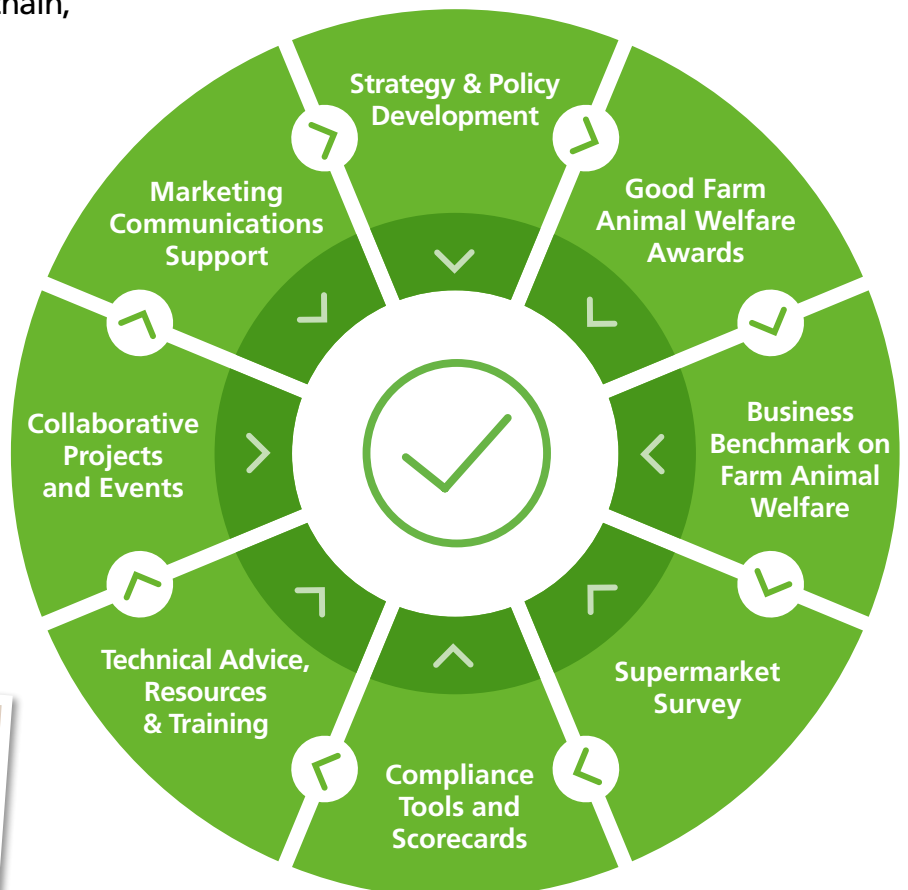 chain,
Strategy & Policy
Development
Good Farm
Animal Welfare
Awards
Business
Benchmark on
Farm Animal
Welfare
Supermarket
Survey
Compliance
Tools and
Scorecards
Technical Advice,
Resources
& Training
Collaborative
Projects
and Events
Marketing
Communications
Support